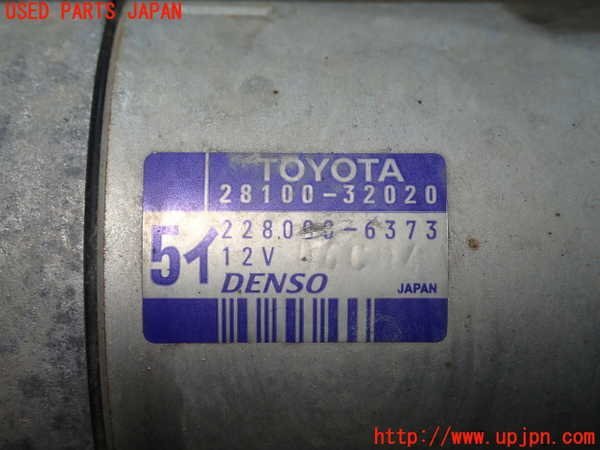 USED PARTS JAPAN
TOYOTA
28100-32020
228000-6373
51
12V
DENSO
JAPAN
http://www.upjpn.com/